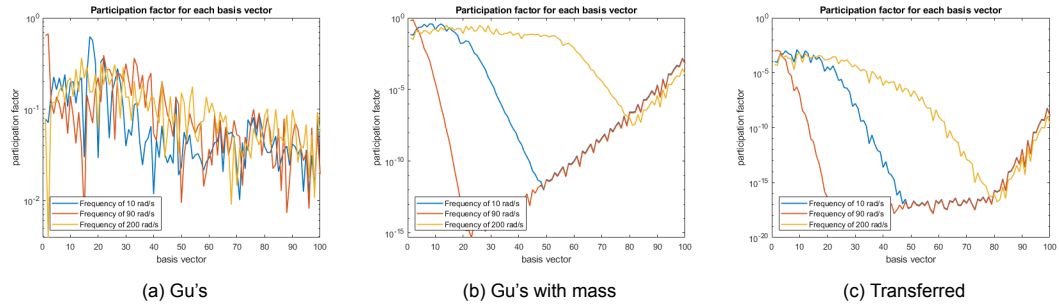 Participation factor for each basis vector
10^0
10^-1
10^-2
participation factor
Frequency of 10 rad/s
Frequency of 90 rad/s
Frequency of 200 rad/s
0 10 20 30 40 50 60 70 80 90 100
basis vector
(a) Gu's
Participation factor for each basis vector
10^0
10^-5
10^-10
10^-15
participation factor
Frequency of 10 rad/s
Frequency of 90 rad/s
Frequency of 200 rad/s
0 10 20 30 40 50 60 70 80 90 100
basis vector
(b) Gu's with mass
Participation factor for each basis vector
10^0
10^-5
10^-10
10^-15
10^-20
participation factor
Frequency of 10 rad/s
Frequency of 90 rad/s
Frequency of 200 rad/s
0 10 20 30 40 50 60 70 80 90 100
basis vector
(c) Transferred